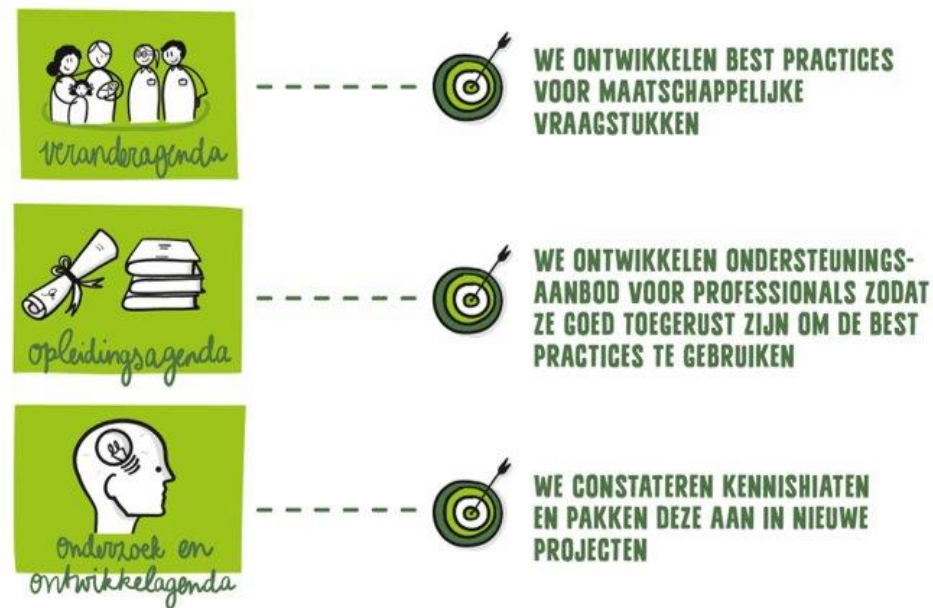 veranderagenda
WE ONTWIKKELEN BEST PRACTICES
VOOR MAATSCHAPPELIJKE
VRAAGSTUKKEN
opleidingsagenda
WE ONTWIKKELEN ONDERSTEUNINGS-
AANBOD VOOR PROFESSIONALS ZODAT
ZE GOED TOEGERUST ZIJN OM DE BEST
PRACTICES TE GEBRUIKEN
onderzoek en
ontwikkelagenda
WE CONSTATEREN KENNISHIATEN
EN PAKKEN DEZE AAN IN NIEUWE
PROJECTEN